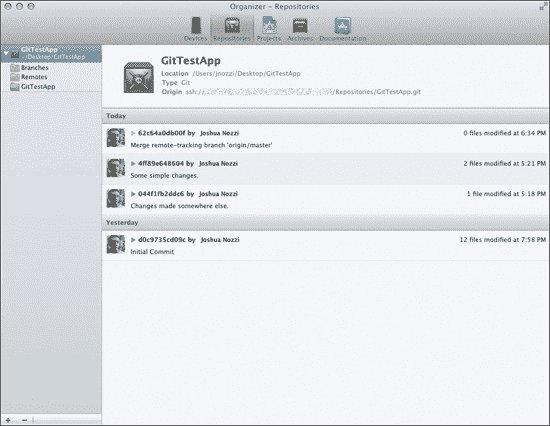 Organizer – Repositories
Devices Repositories Projects Archives Documentation
GitTestApp
~/Desktop/GitTestApp
Branches
Remotes
GitTestApp
GitTestApp
Location /Users/jnozzi/Desktop/GitTestApp
Type Git
Origin ssh:// /Repositories/GitTestApp.git
Today
62c64a0db00f by Joshua Nozzi 0 files modified at 6:34 PM
Merge remote-tracking branch 'origin/master'
4ff89e648604 by Joshua Nozzi 2 files modified at 5:21 PM
Some simple changes.
044f1fb2ddc6 by Joshua Nozzi 1 file modified at 5:18 PM
Changes made somewhere else.
Yesterday
d0c9735cd09c by Joshua Nozzi 12 files modified at 7:58 PM
Initial Commit